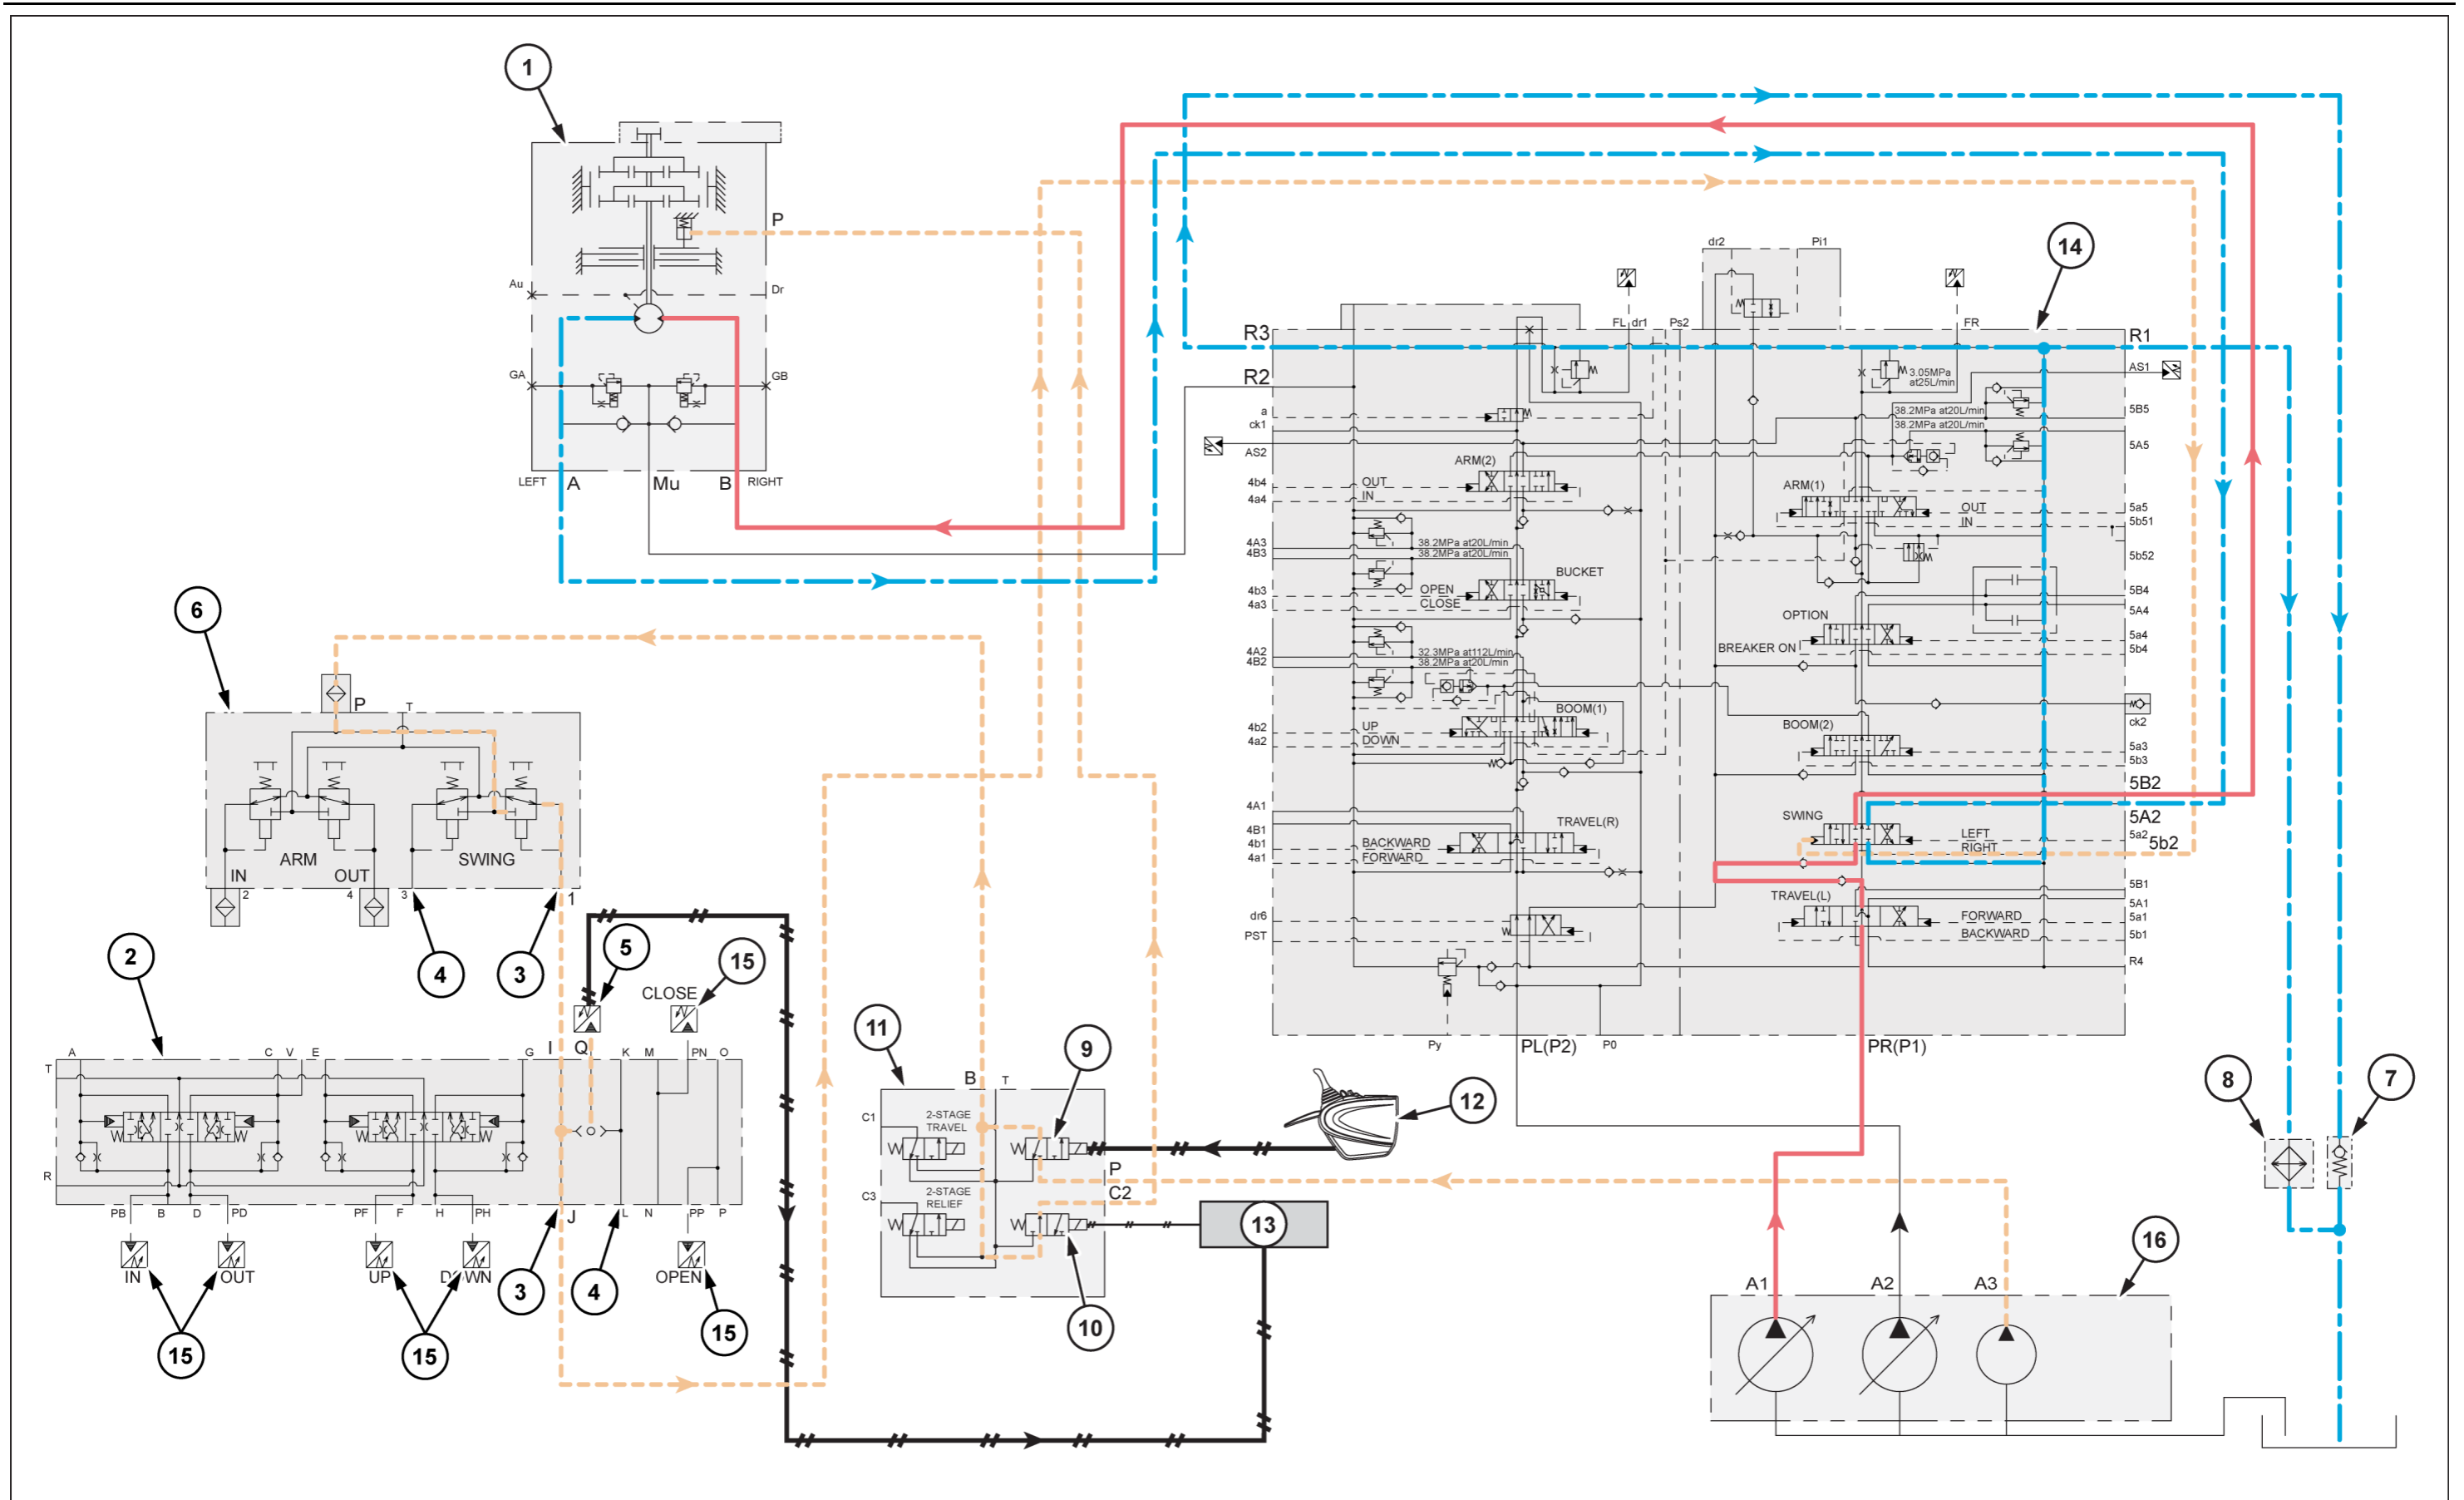 1
P
Au
Dr
GA
GB
LEFT A Mu B RIGHT
14
dr2 Pi1
FL dr1 Ps2 FR
R3
R1
R2
AS1
3.05MPa
at25L/min
a
ck1
AS2
38.2MPa at20L/min
38.2MPa at20L/min
5B5
5A5
ARM(2)
4b4 OUT
4a4 IN
ARM(1)
OUT 5a5
IN 5b51
5b52
4A3 38.2MPa at20L/min
4B3 38.2MPa at20L/min
BUCKET
4b3 OPEN
4a3 CLOSE
5B4
5A4
OPTION
5a4
BREAKER ON 5b4
4A2 32.3MPa at112L/min
4B2 38.2MPa at20L/min
BOOM(1)
4b2 UP
4a2 DOWN
ck2
BOOM(2)
5a3
5b3
5B2
5A2
4A1
TRAVEL(R)
4B1
4b1 BACKWARD
4a1 FORWARD
SWING
LEFT 5a2
RIGHT 5b2
5B1
TRAVEL(L)
5A1
FORWARD 5a1
BACKWARD 5b1
dr6
PST
R4
Py PL(P2) P0 PR(P1)
6
P T
ARM SWING
IN OUT
2 4 3 1
4 3
2
5
15
CLOSE
A C V E G I Q K M PN O
T
R
PB B D PD PF F H PH J L N PP P
IN OUT UP DOWN OPEN
3 4
15 15 15
11
9
B T
C1
2-STAGE
TRAVEL
P
C2
C3
2-STAGE
RELIEF
10
12
13
8 7
16
A1 A2 A3